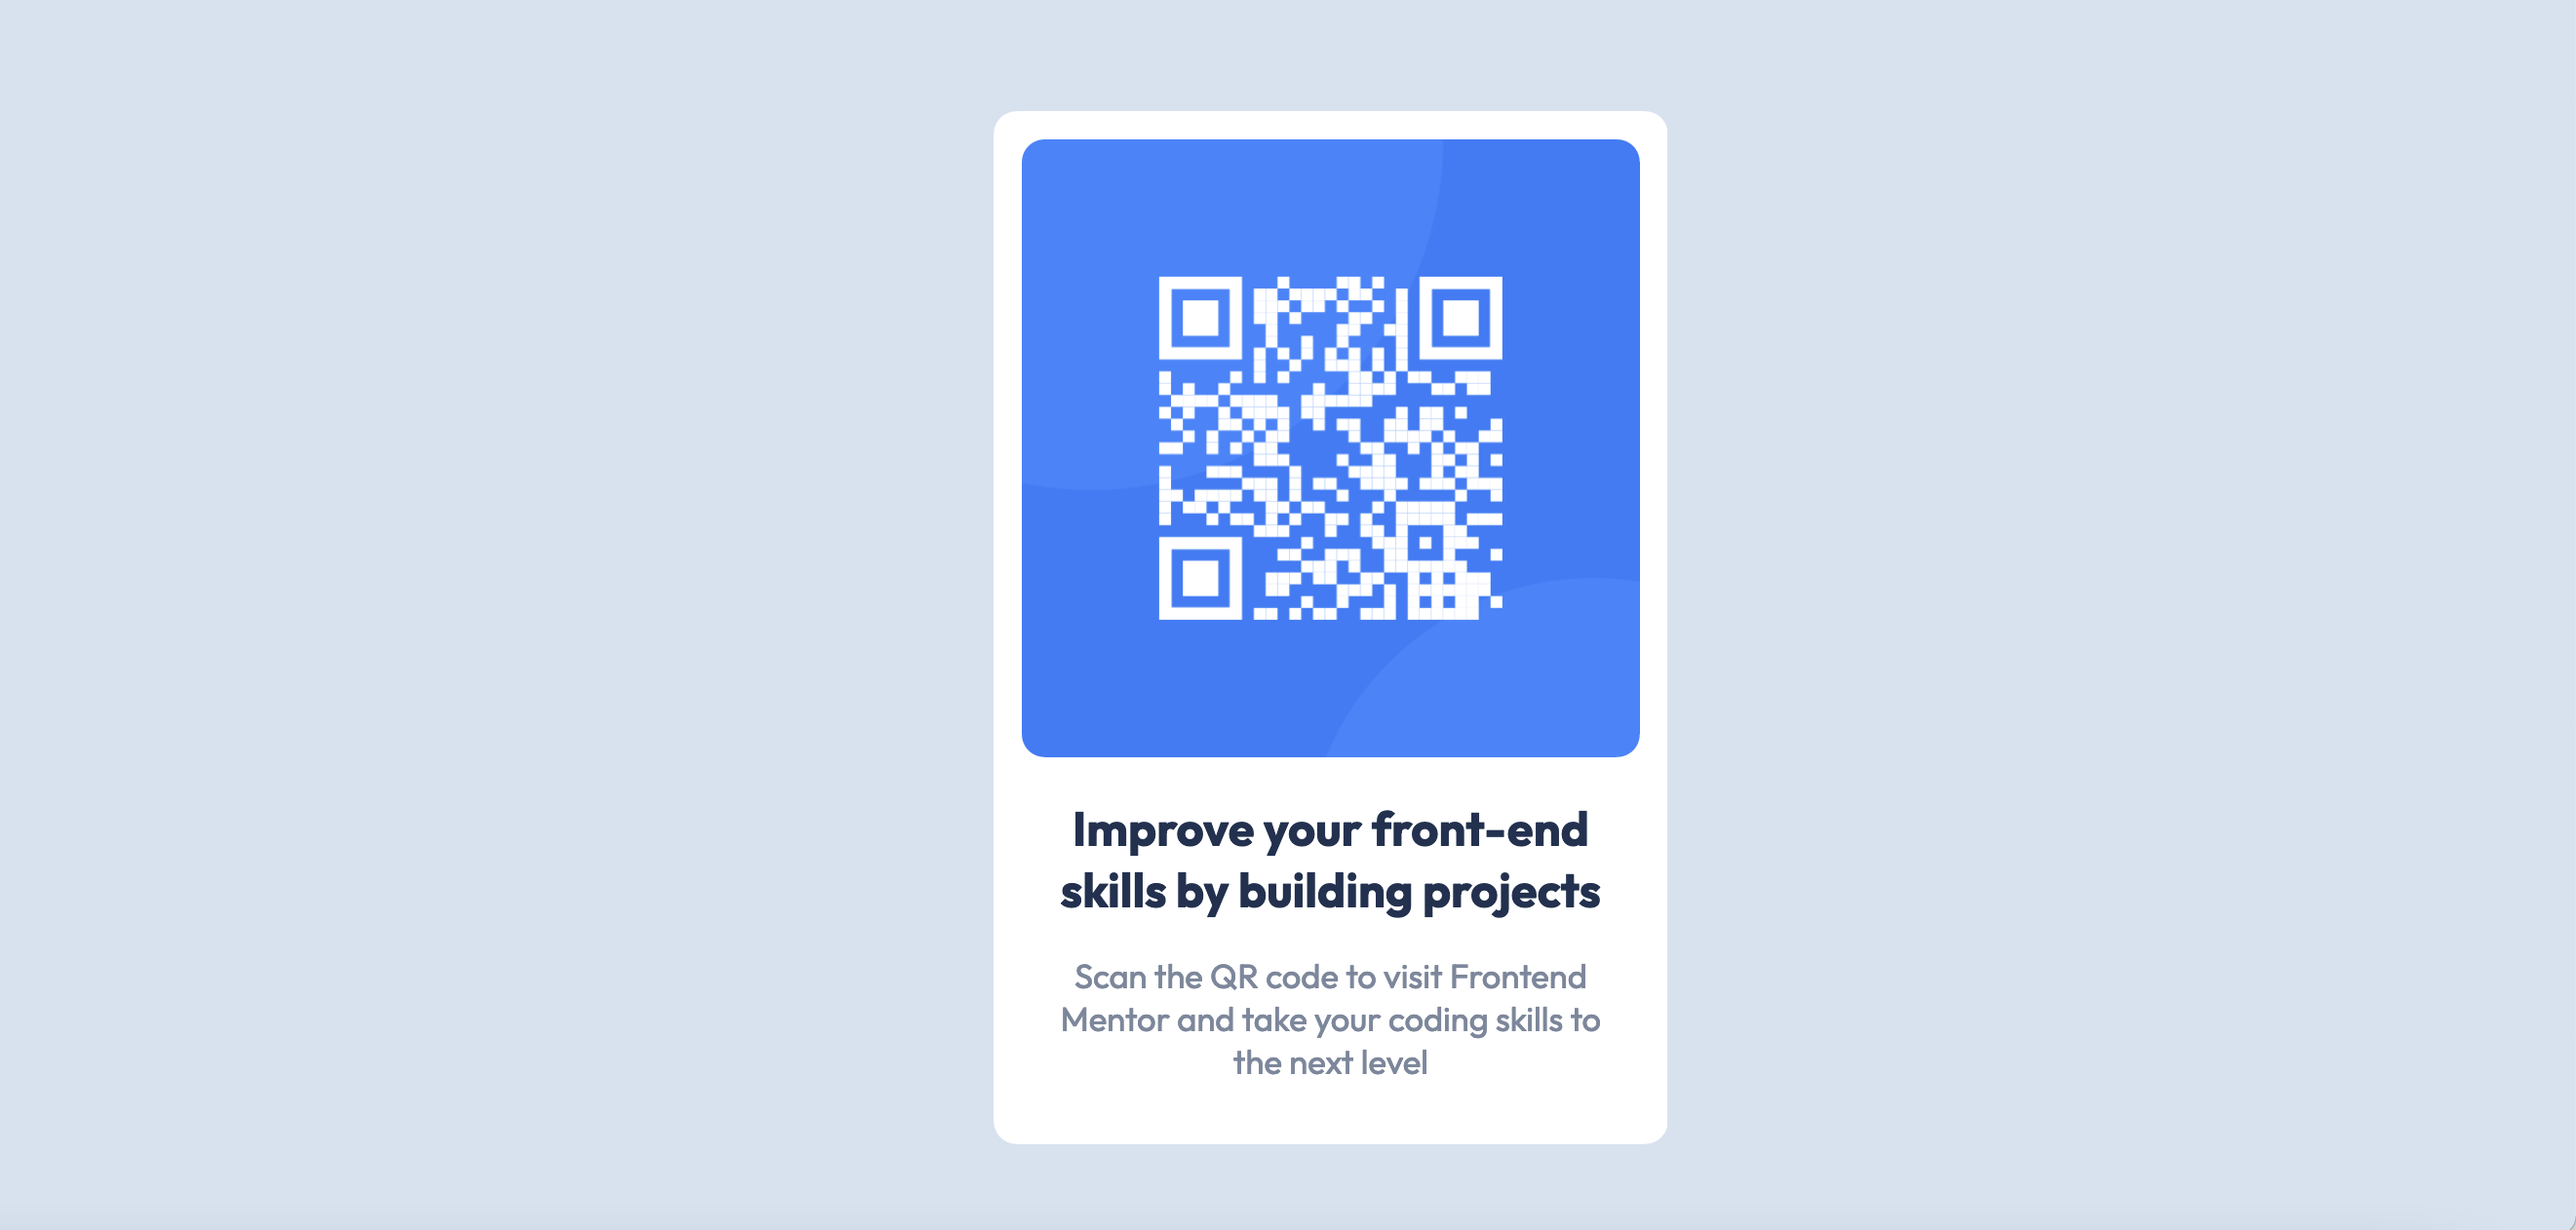 Improve your front-end
skills by building projects
Scan the QR code to visit Frontend
Mentor and take your coding skills to
the next level